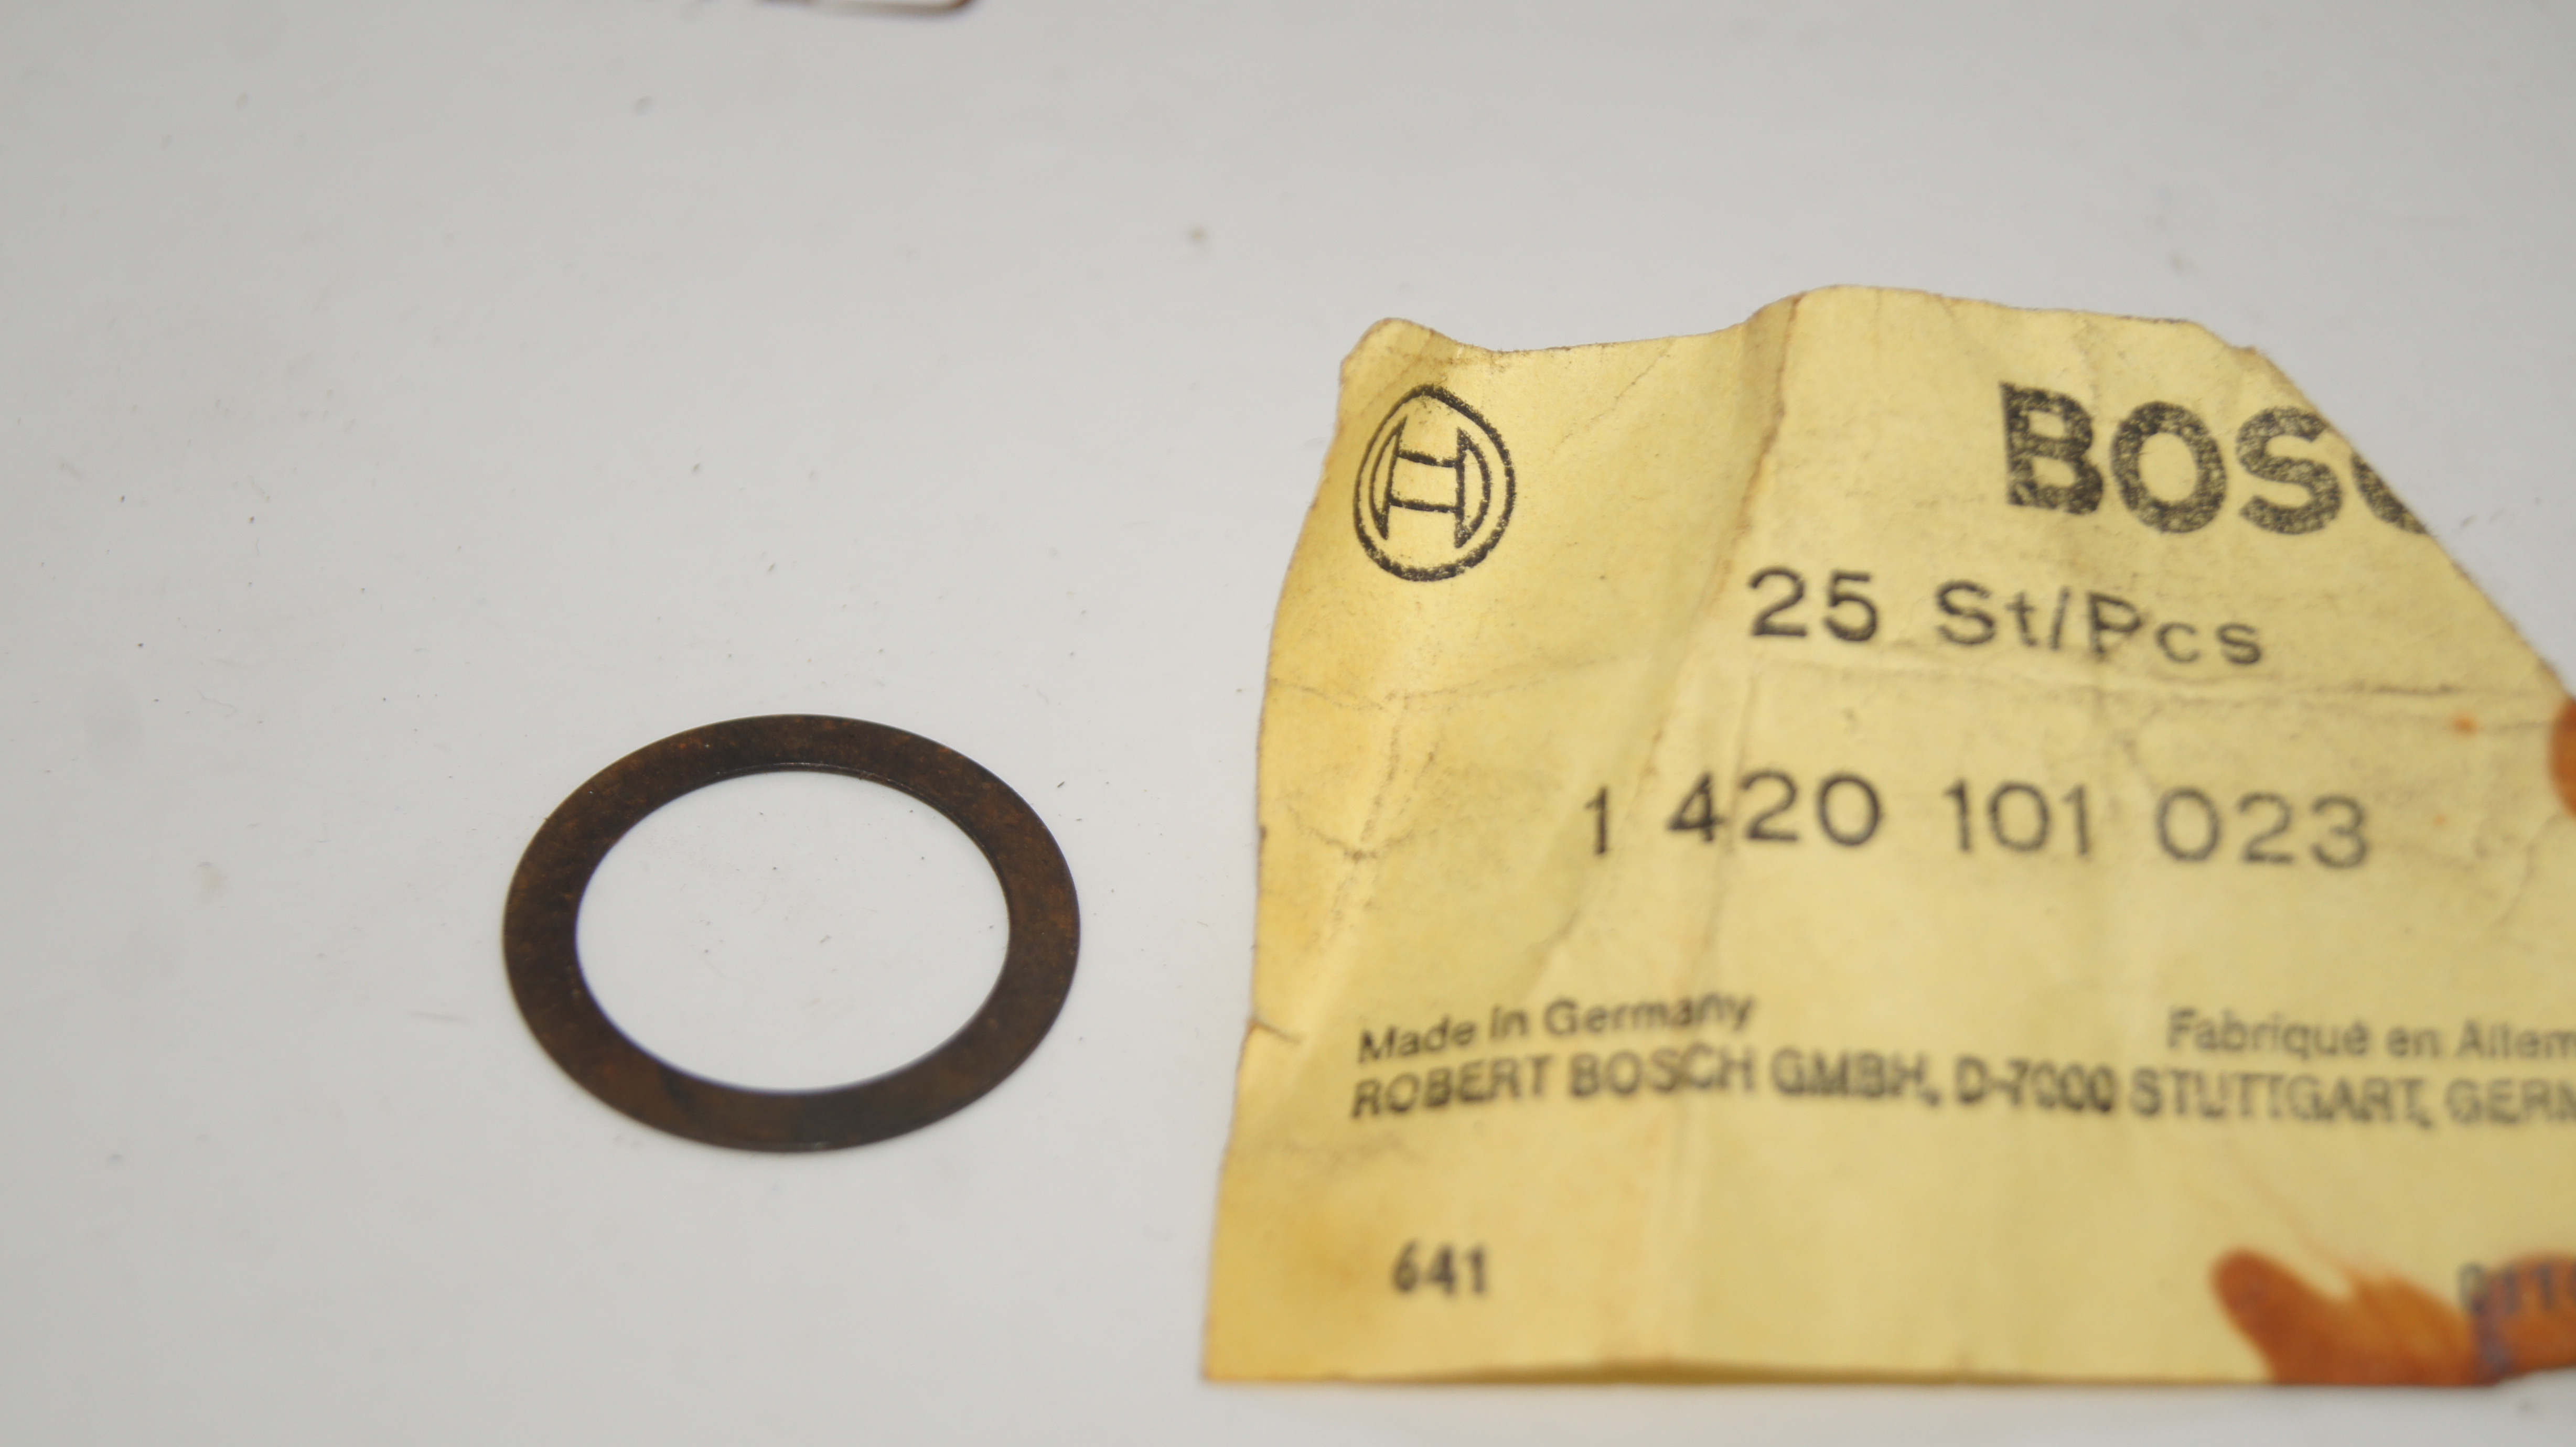 BOSC
25 St/Pcs
1 420 101 023
Made in Germany Fabriqué en Allem
ROBERT BOSCH GMBH, D-7000 STUTTGART, GERM
641